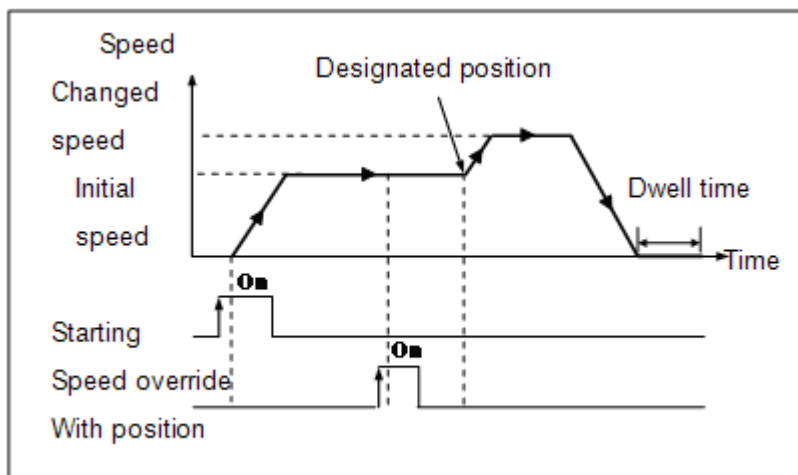 Speed
Designated position
Changed
speed
Initial
speed
Dwell time
Time
On
Starting
On
Speed override
With position